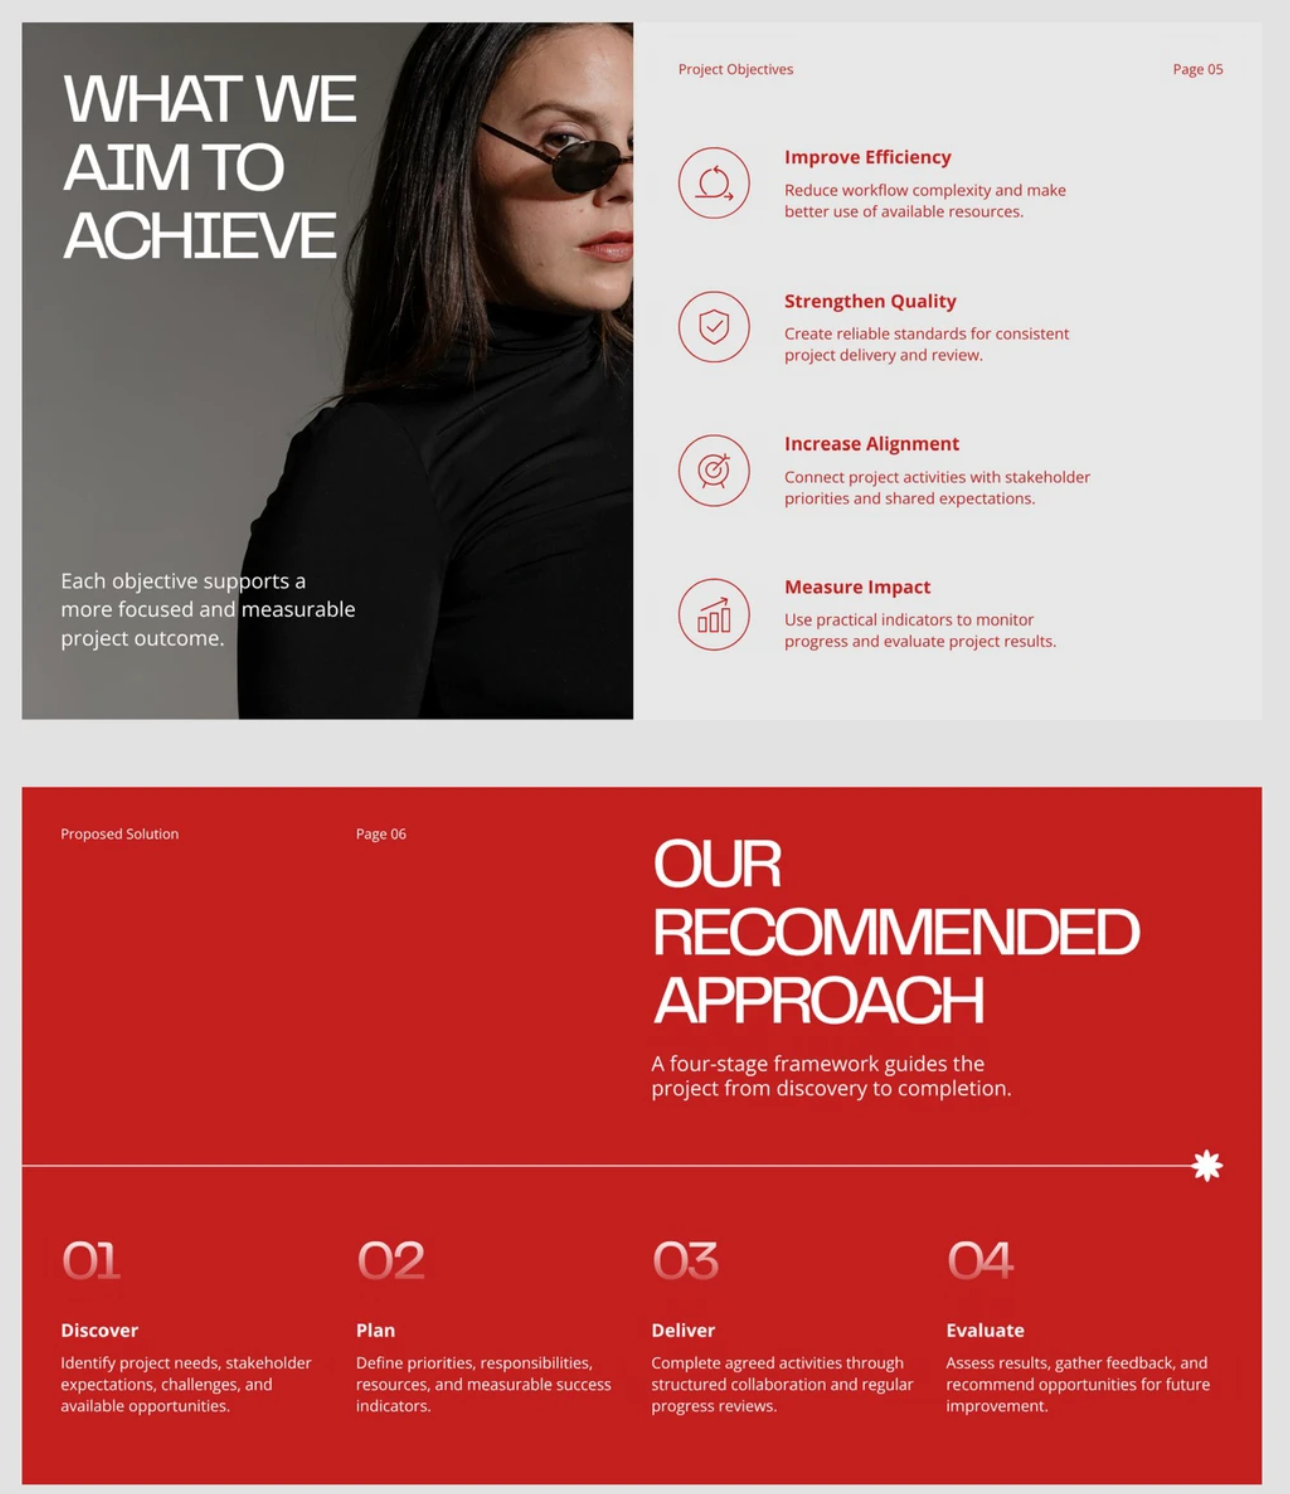 WHAT WE
AIM TO
ACHIEVE
Each objective supports a
more focused and measurable
project outcome.
Project Objectives
Page 05
Improve Efficiency
Reduce workflow complexity and make
better use of available resources.
Strengthen Quality
Create reliable standards for consistent
project delivery and review.
Increase Alignment
Connect project activities with stakeholder
priorities and shared expectations.
Measure Impact
Use practical indicators to monitor
progress and evaluate project results.
Proposed Solution
Page 06
OUR
RECOMMENDED
APPROACH
A four-stage framework guides the
project from discovery to completion.
01
Discover
Identify project needs, stakeholder
expectations, challenges, and
available opportunities.
02
Plan
Define priorities, responsibilities,
resources, and measurable success
indicators.
03
Deliver
Complete agreed activities through
structured collaboration and regular
progress reviews.
04
Evaluate
Assess results, gather feedback, and
recommend opportunities for future
improvement.